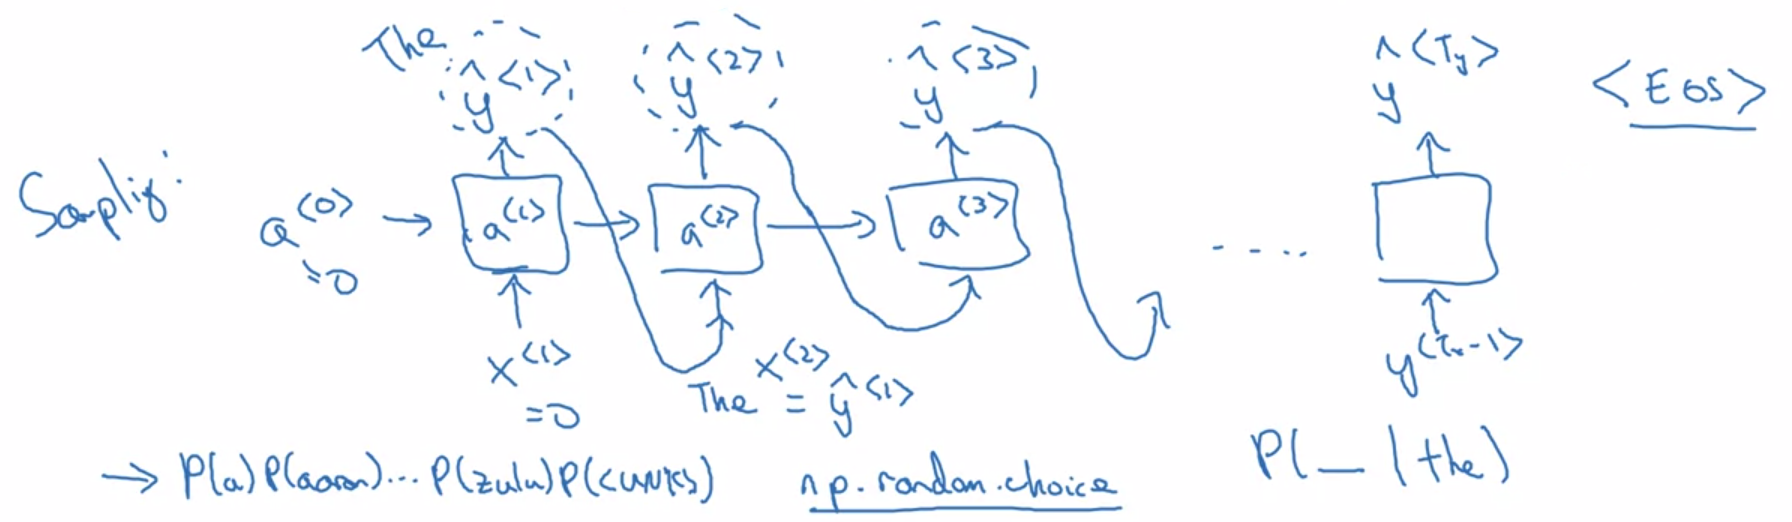 The
ŷ<1> ŷ<2> ŷ<3> ŷ<Ty> <EOS>
Sampling:
a<0> → a<1> → a<2> → a<3> ....
=0
x<1> x<2> y<Tx-1>
=0 The = ŷ<1>
→ P(a) P(aaron) ... P(zulu) P(<UNK>) np.random.choice P(_ | the)